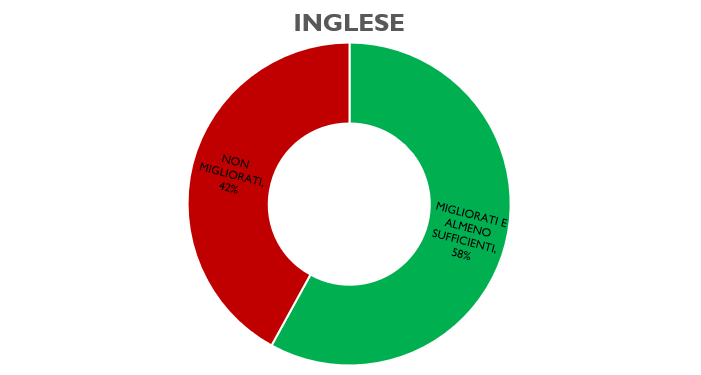 INGLESE
NON
MIGLIORATI,
42%
MIGLIORATI E
ALMENO
SUFFICIENTI,
58%